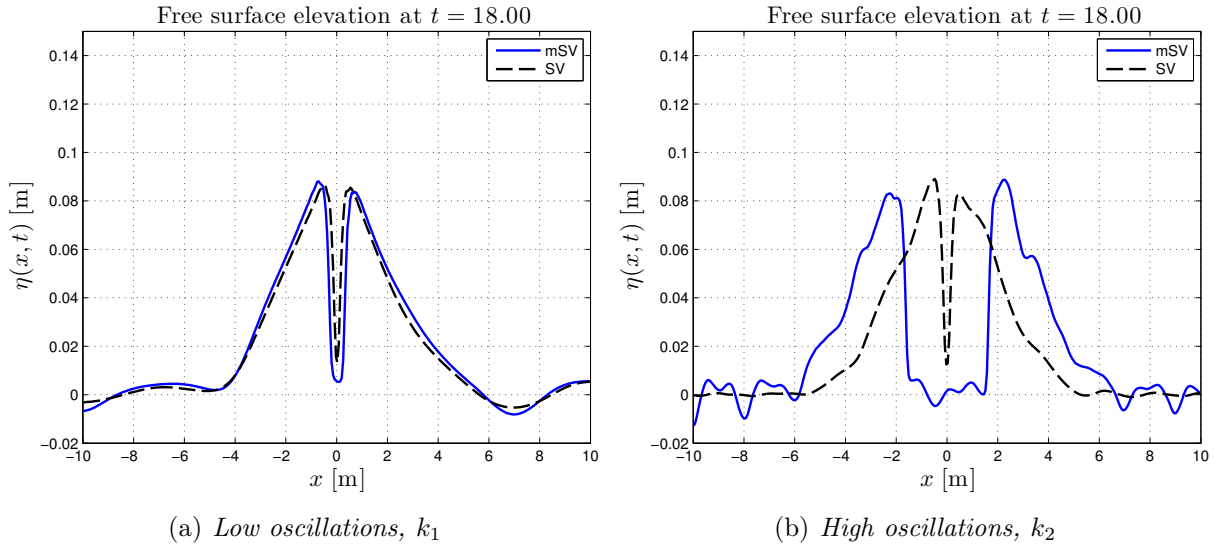 Free surface elevation at t = 18.00
mSV
SV
0.14
0.12
0.1
0.08
0.06
0.04
0.02
0
−0.02
η(x, t) [m]
−10 −8 −6 −4 −2 0 2 4 6 8 10
x [m]
(a) Low oscillations, k₁
Free surface elevation at t = 18.00
mSV
SV
0.14
0.12
0.1
0.08
0.06
0.04
0.02
0
−0.02
η(x, t) [m]
−10 −8 −6 −4 −2 0 2 4 6 8 10
x [m]
(b) High oscillations, k₂